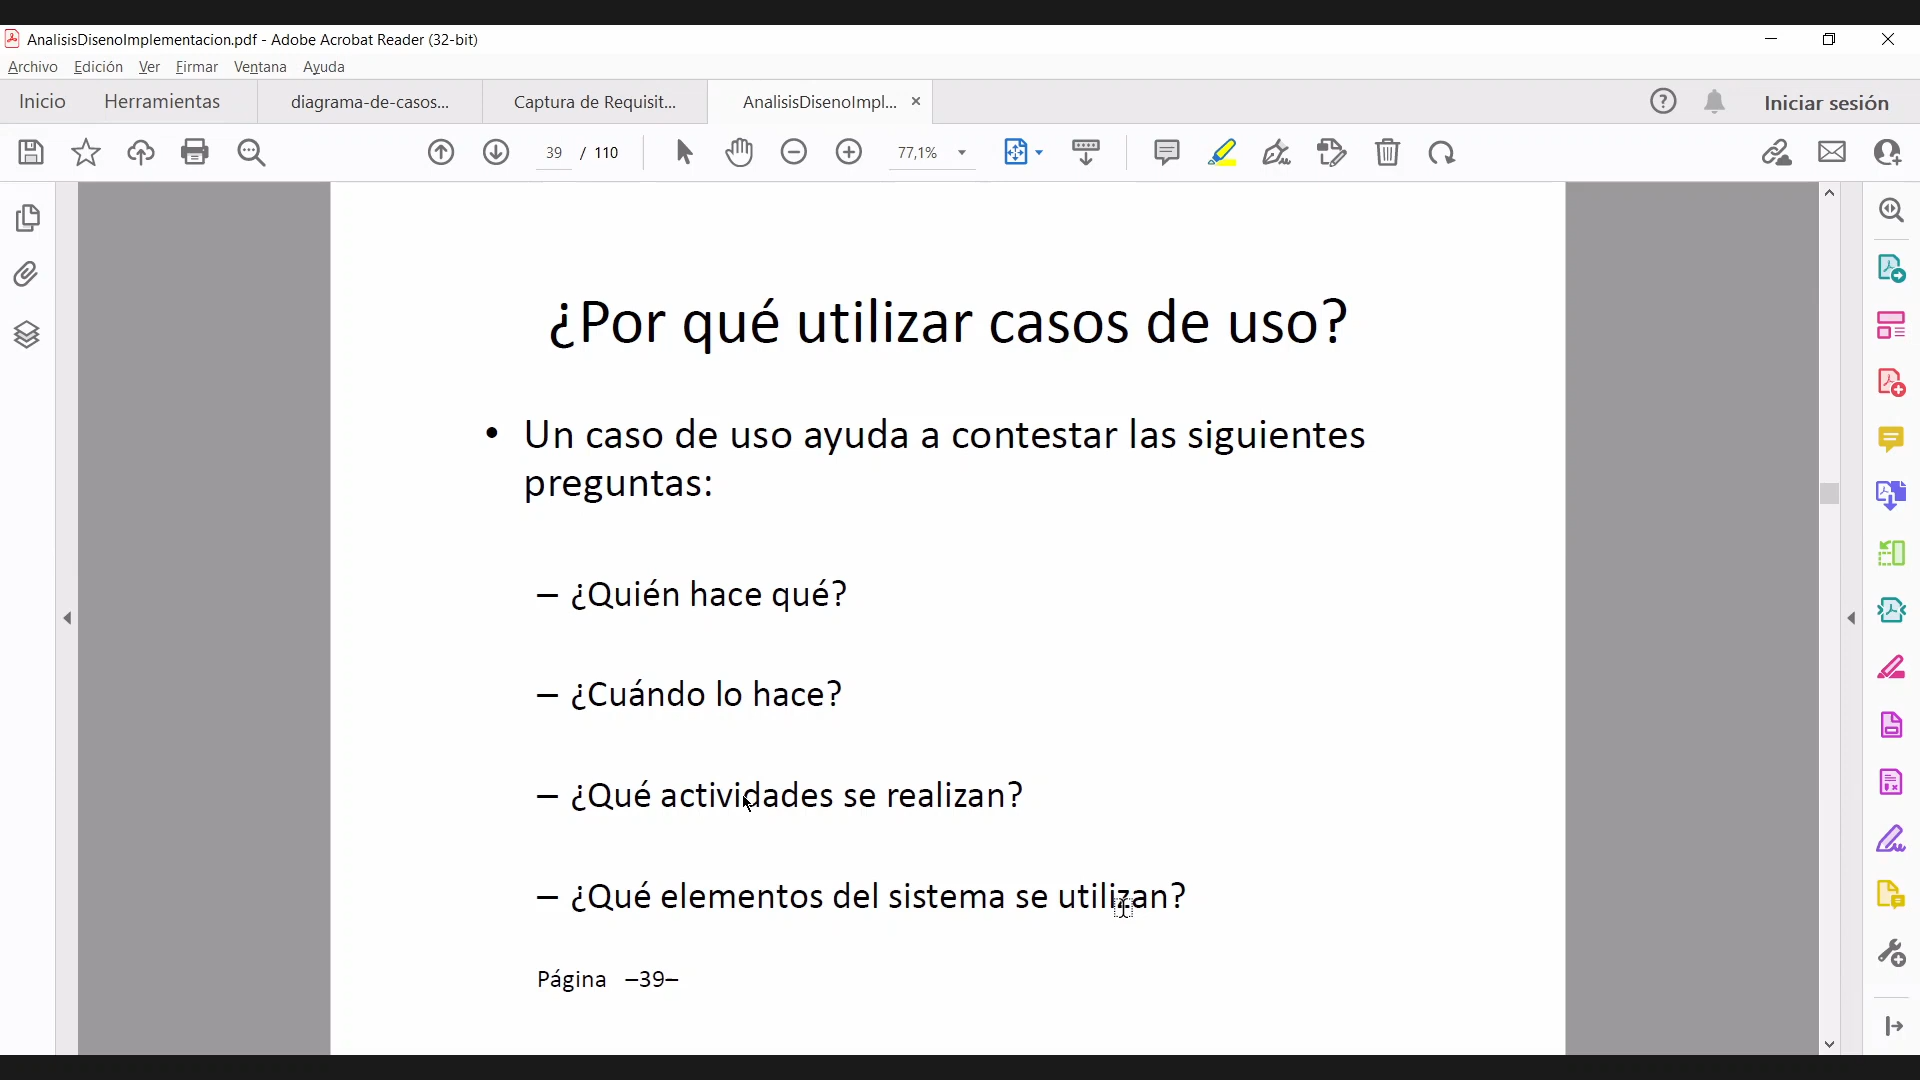 AnalisisDisenoImplementacion.pdf - Adobe Acrobat Reader (32-bit)
Archivo Edición Ver Firmar Ventana Ayuda
Inicio Herramientas diagrama-de-casos... Captura de Requisit... AnalisisDisenoImpl... Iniciar sesión
39 / 110 77,1%
¿Por qué utilizar casos de uso?
• Un caso de uso ayuda a contestar las siguientes
preguntas:
– ¿Quién hace qué?
– ¿Cuándo lo hace?
– ¿Qué actividades se realizan?
– ¿Qué elementos del sistema se utilizan?
Página –39–